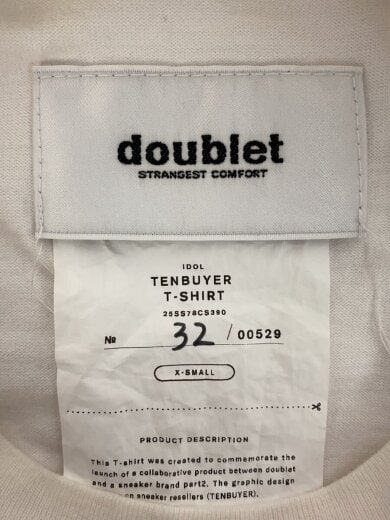 doublet
STRANGEST COMFORT
IDOL
TENBUYER
T-SHIRT
25SS78CS390
№ 32 / 00529
X-SMALL
PRODUCT DESCRIPTION
This T-shirt was created to commemorate the
launch of a collaborative product between doublet
and a sneaker brand part2. The graphic design
on sneaker resellers (TENBUYER).